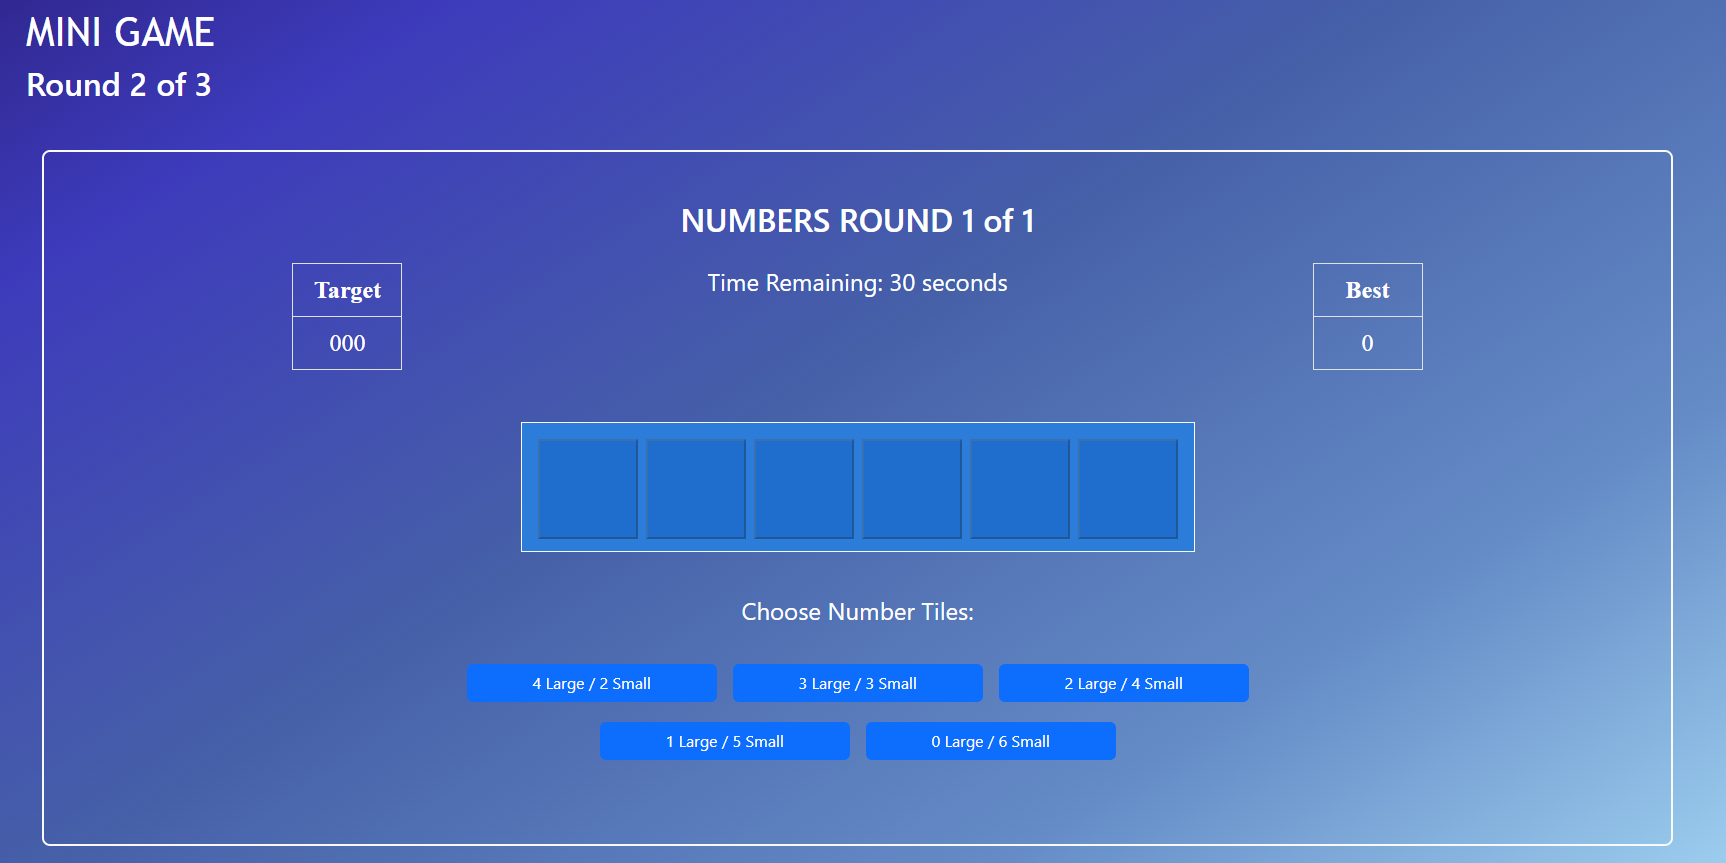 MINI GAME
Round 2 of 3
NUMBERS ROUND 1 of 1
Target
000
Time Remaining: 30 seconds
Best
0
Choose Number Tiles:
4 Large / 2 Small
3 Large / 3 Small
2 Large / 4 Small
1 Large / 5 Small
0 Large / 6 Small